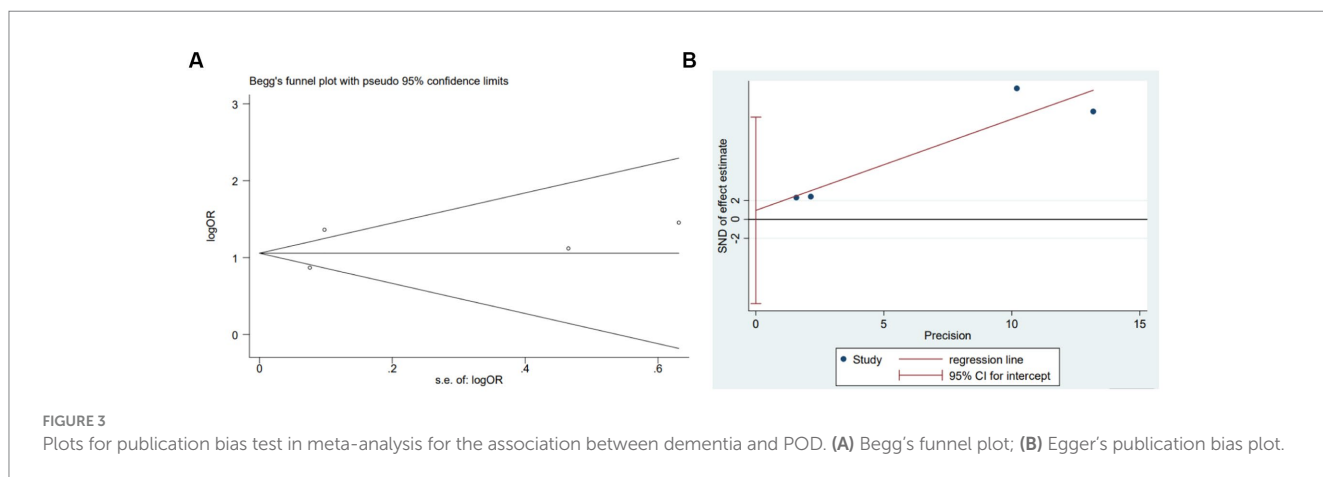 A
Begg's funnel plot with pseudo 95% confidence limits
3
2
1
0
logOR
0
.2
.4
.6
s.e. of: logOR
B
SND of effect estimate
2
0
-2
0
5
10
15
Precision
Study
regression line
95% CI for intercept
FIGURE 3
Plots for publication bias test in meta-analysis for the association between dementia and POD. (A) Begg’s funnel plot; (B) Egger’s publication bias plot.